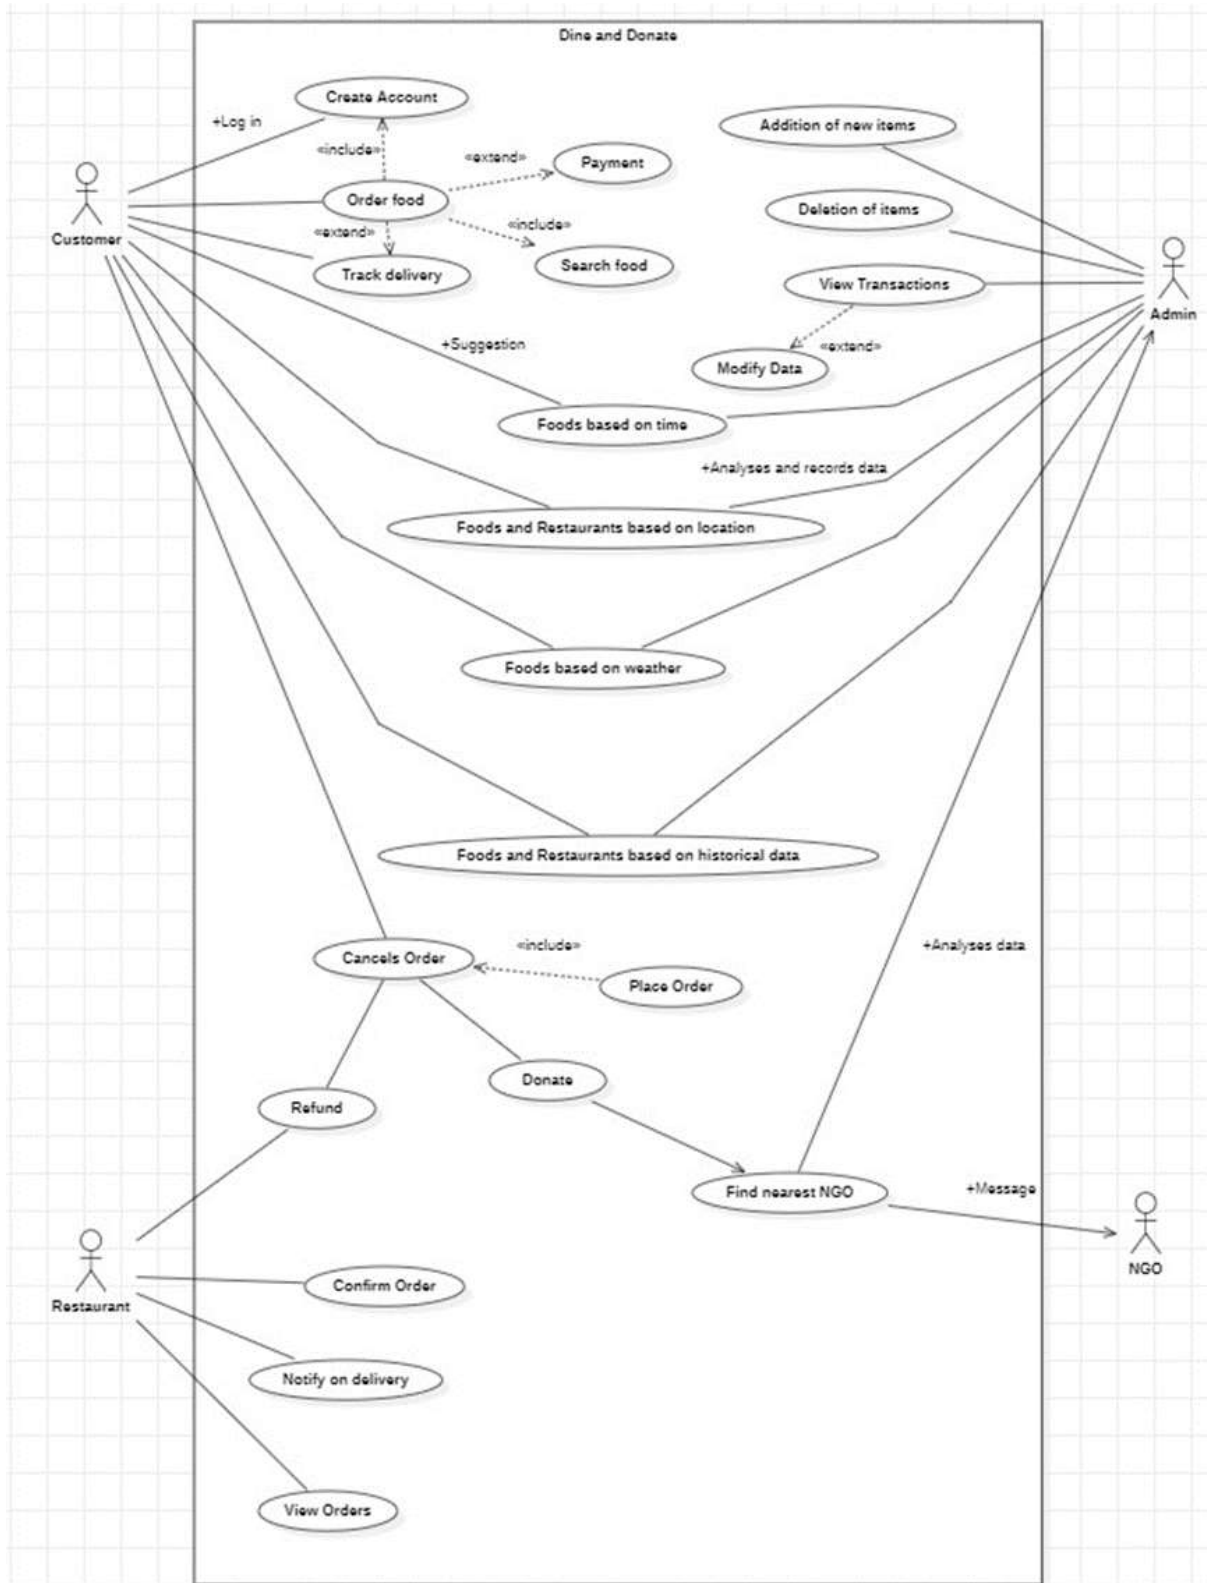 Dine and Donate
Create Account
+Log in
Addition of new items
«include»
«extend»
Payment
Order food
Deletion of items
«extend»
«include»
Customer
Track delivery
Search food
View Transactions
Admin
+Suggestion
«extend»
Modify Data
Foods based on time
+Analyses and records data
Foods and Restaurants based on location
Foods based on weather
Foods and Restaurants based on historical data
Cancels Order
«include»
+Analyses data
Place Order
Donate
Refund
Find nearest NGO
+Message
NGO
Confirm Order
Restaurant
Notify on delivery
View Orders